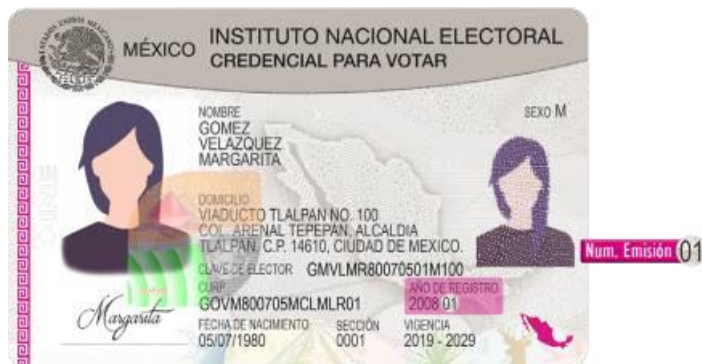 MÉXICO
INSTITUTO NACIONAL ELECTORAL
CREDENCIAL PARA VOTAR
NOMBRE
GOMEZ
VELAZQUEZ
MARGARITA
SEXO M
DOMICILIO
VIADUCTO TLALPAN NO. 100
COL. ARENAL TEPEPAN, ALCALDIA
TLALPAN, C.P. 14610, CIUDAD DE MEXICO.
CLAVE DE ELECTOR GMVLMR80070501M100
CURP
GOVM800705MCLMLR01
AÑO DE REGISTRO
2008 01
FECHA DE NACIMIENTO
05/07/1980
SECCIÓN
0001
VIGENCIA
2019 - 2029
Margarita
Num. Emisión 01